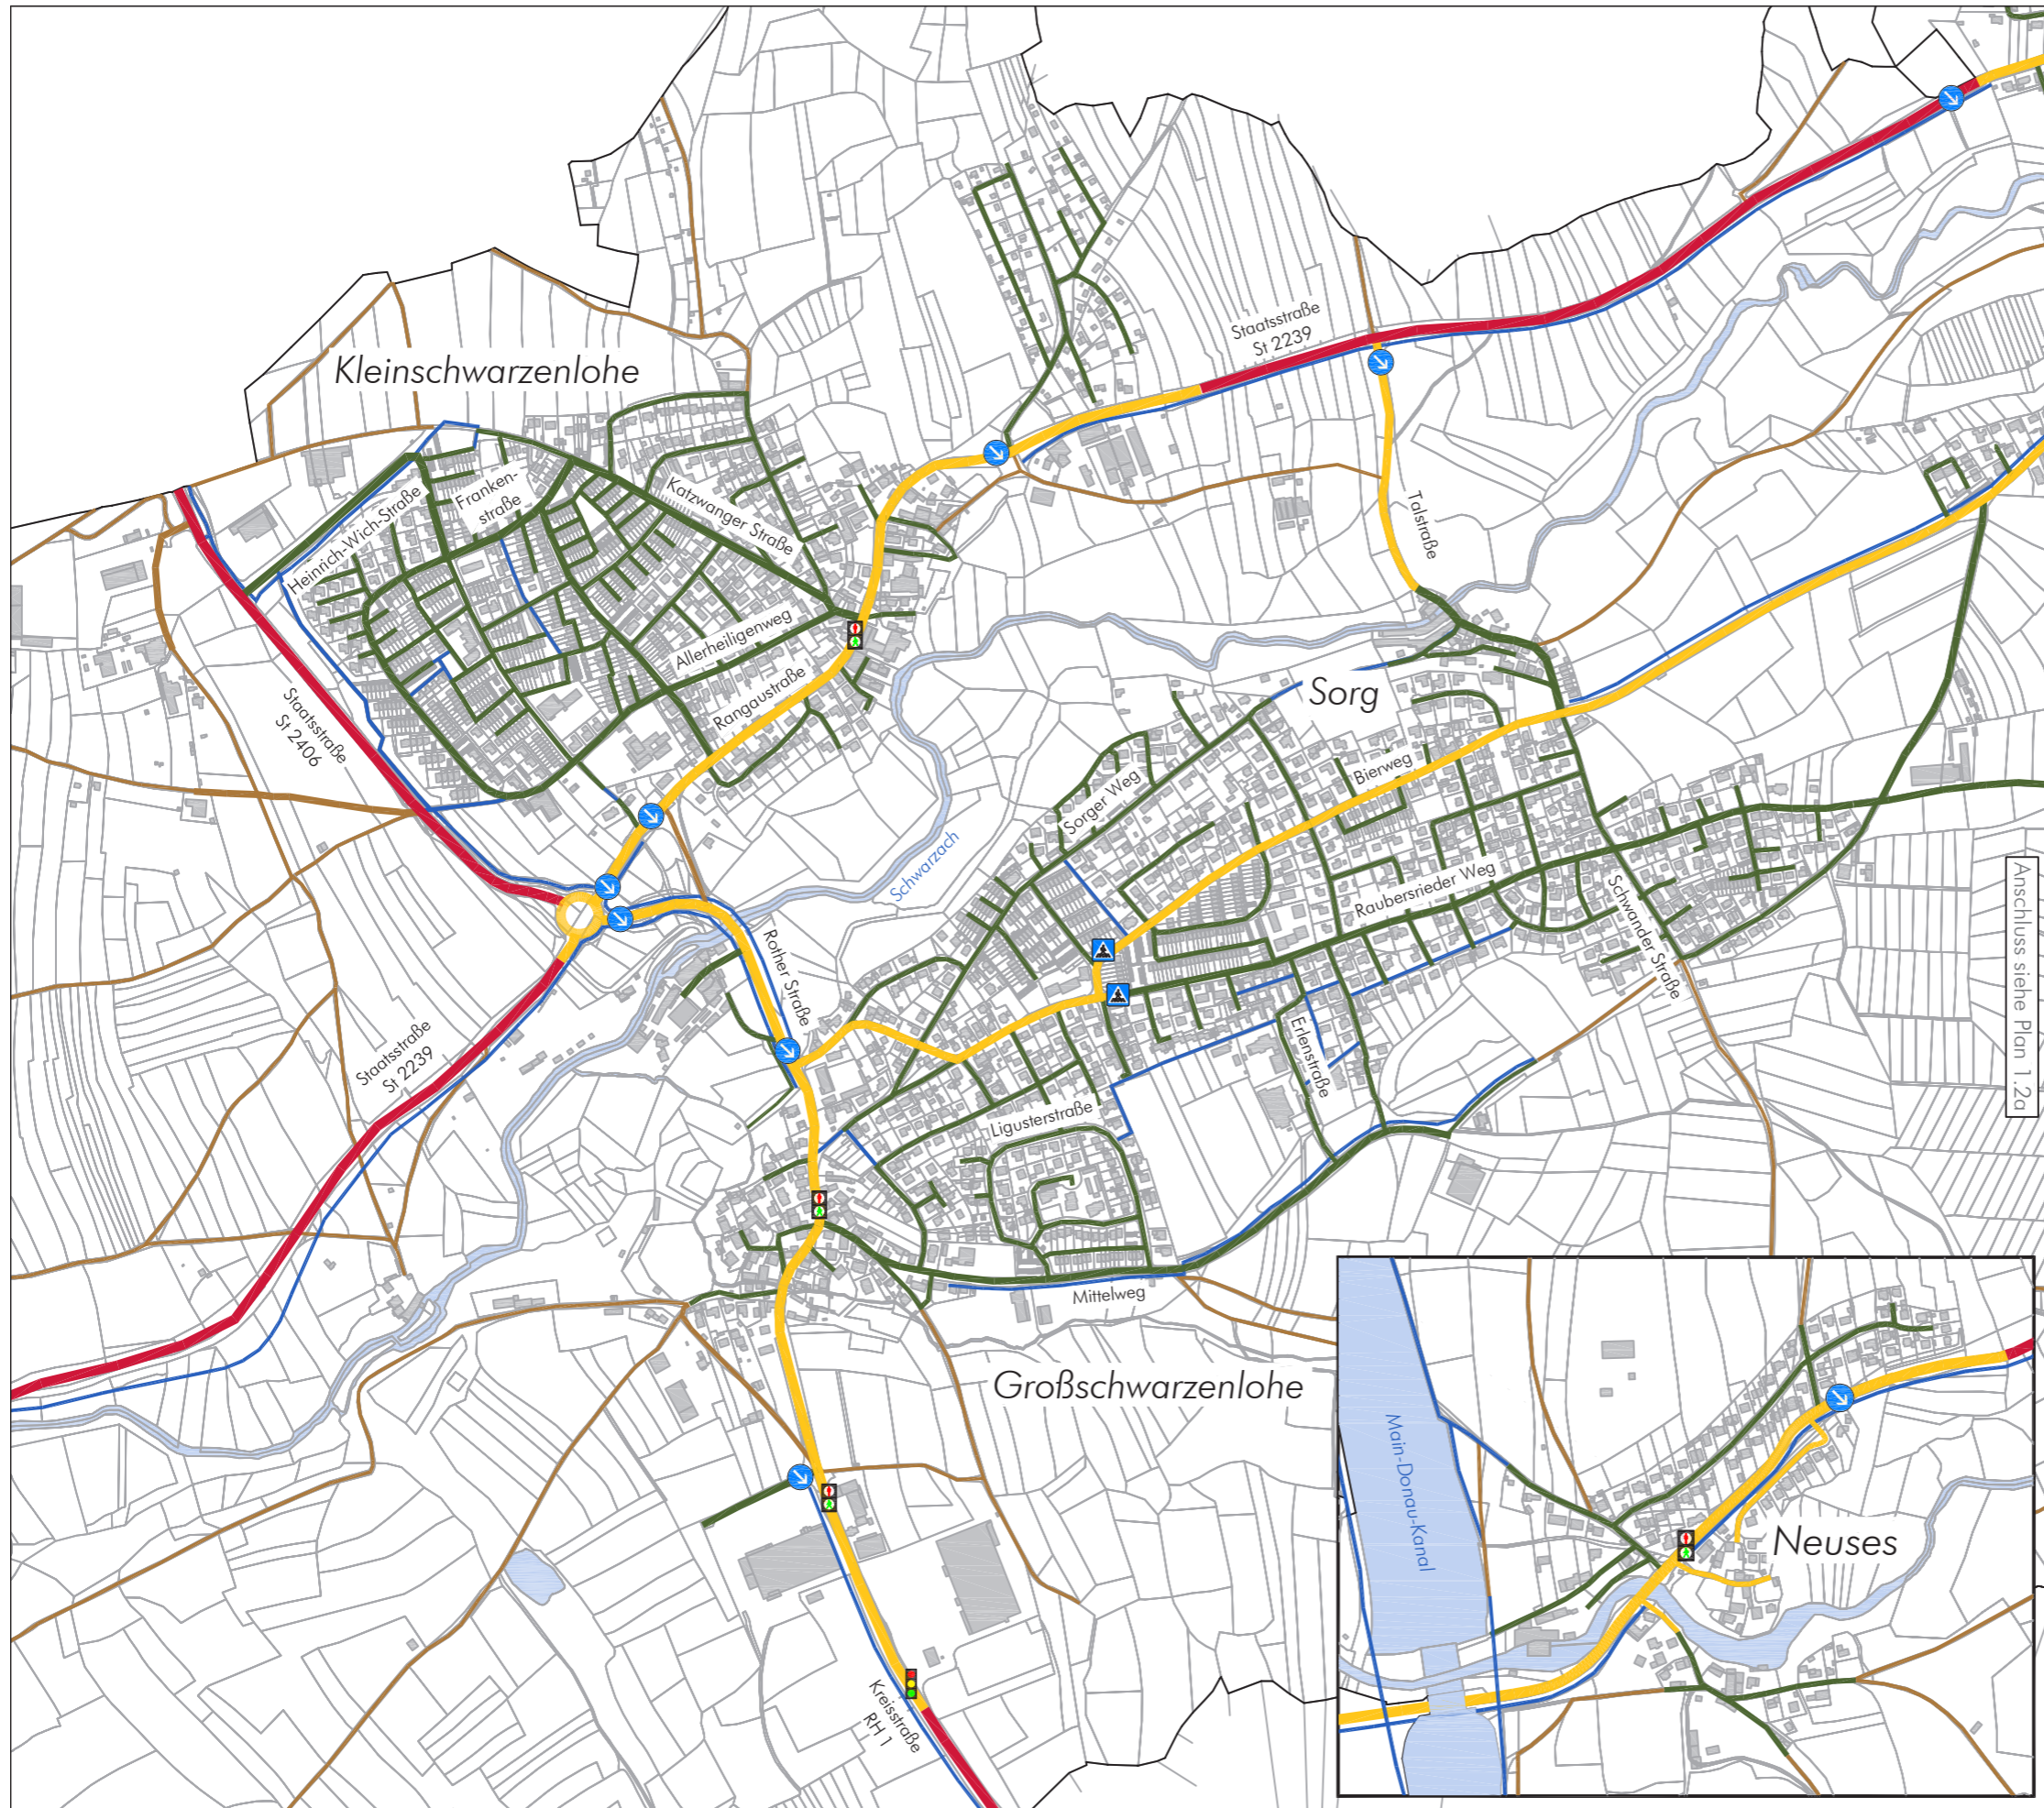 Staatsstraße
St 2239
Kleinschwarzenlohe
Franken-
straße
Heinrich-Wich-Straße
Katzwanger Straße
Talstraße
Allerheiligenweg
Rangaustraße
Sorg
Staatsstraße
St 2406
Bierweg
Sorger Weg
Schwarzach
Raubersrieder Weg
Schwander Straße
Anschluss siehe Plan 1.2a
Rother Straße
Staatsstraße
St 2239
Erlenstraße
Ligusterstraße
Mittelweg
Großschwarzenlohe
Main-Donau-Kanal
Neuses
Kreisstraße
RH 1